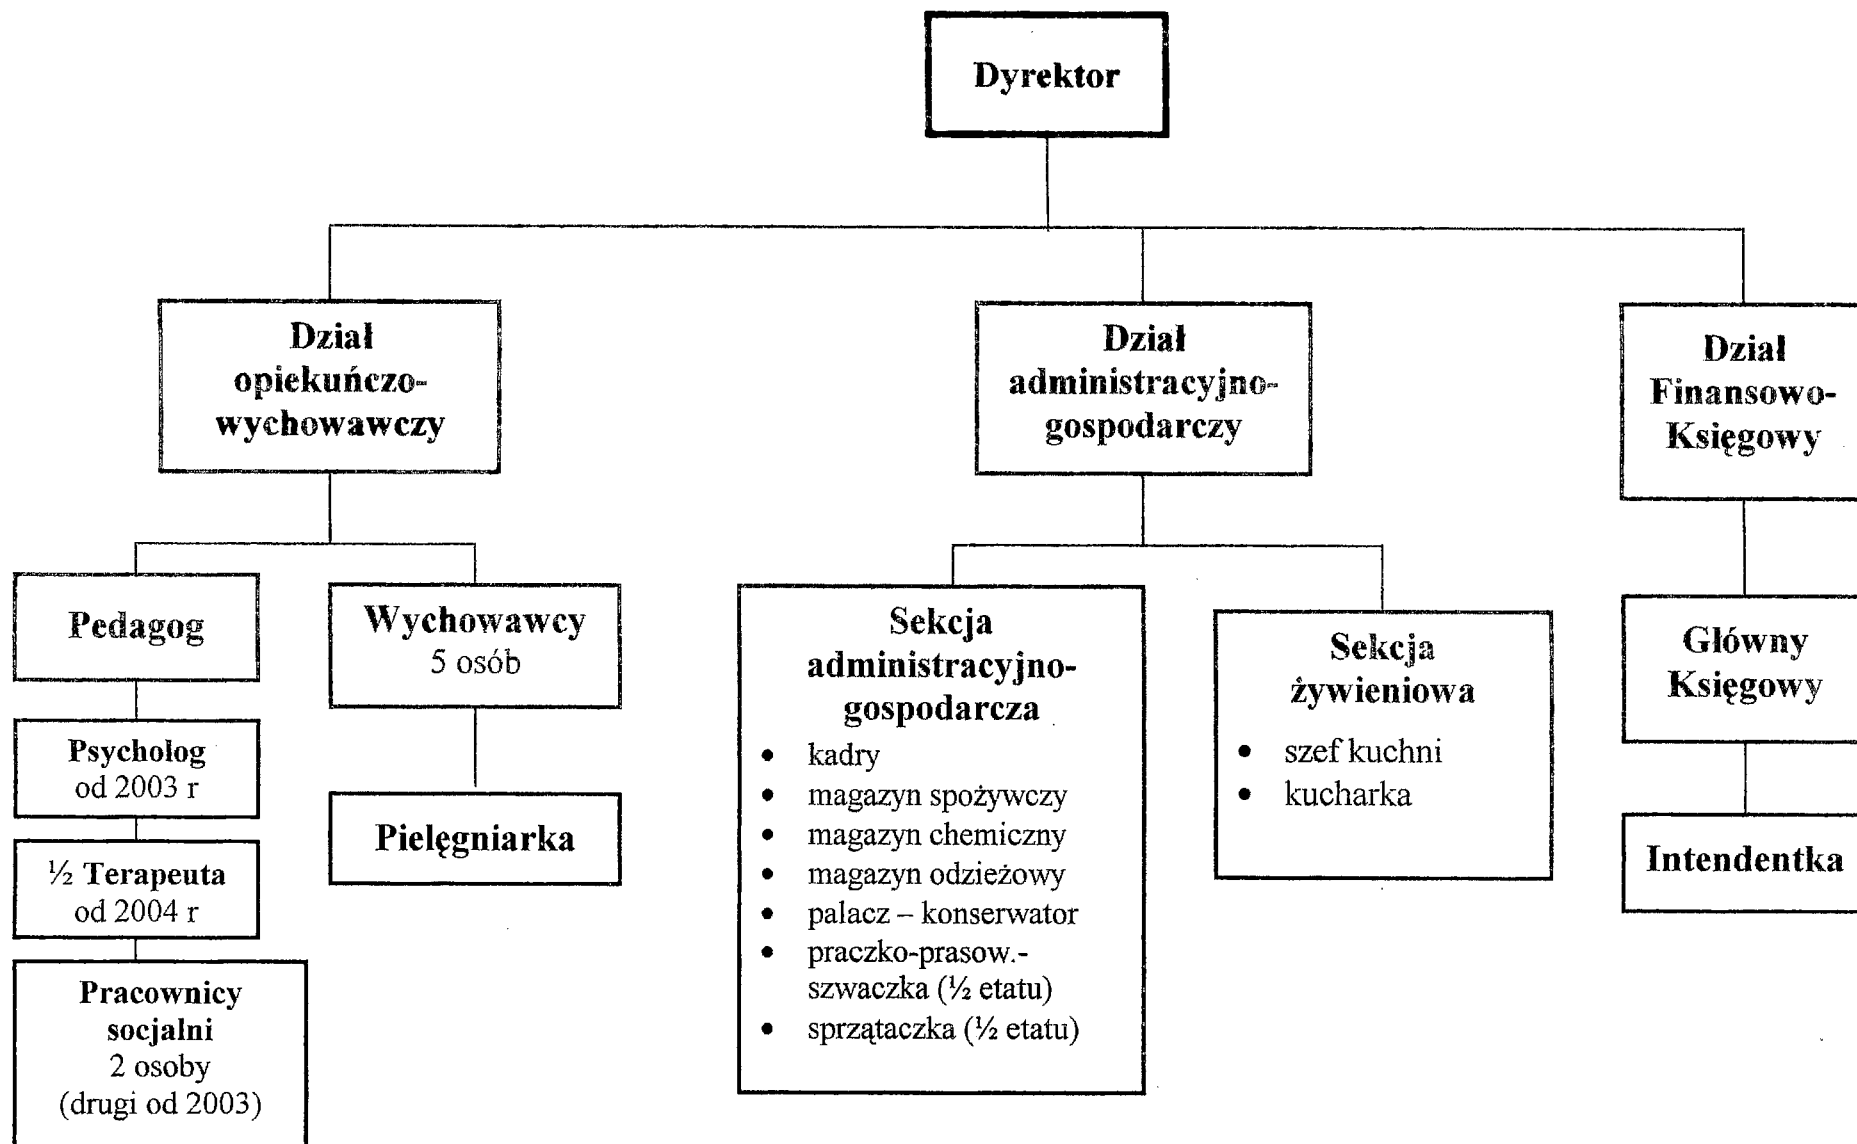 Dyrektor
Dział
opiekuńczo-
wychowawczy
Dział
administracyjno-
gospodarczy
Dział
Finansowo-
Księgowy
Pedagog
Psycholog
od 2003 r
½ Terapeuta
od 2004 r
Pracownicy
socjalni
2 osoby
(drugi od 2003)
Wychowawcy
5 osób
Pielęgniarka
Sekcja
administracyjno-
gospodarcza
• kadry
• magazyn spożywczy
• magazyn chemiczny
• magazyn odzieżowy
• palacz – konserwator
• praczko-prasow.-
szwaczka (½ etatu)
• sprzątaczka (½ etatu)
Sekcja
żywieniowa
• szef kuchni
• kucharka
Główny
Księgowy
Intendentka